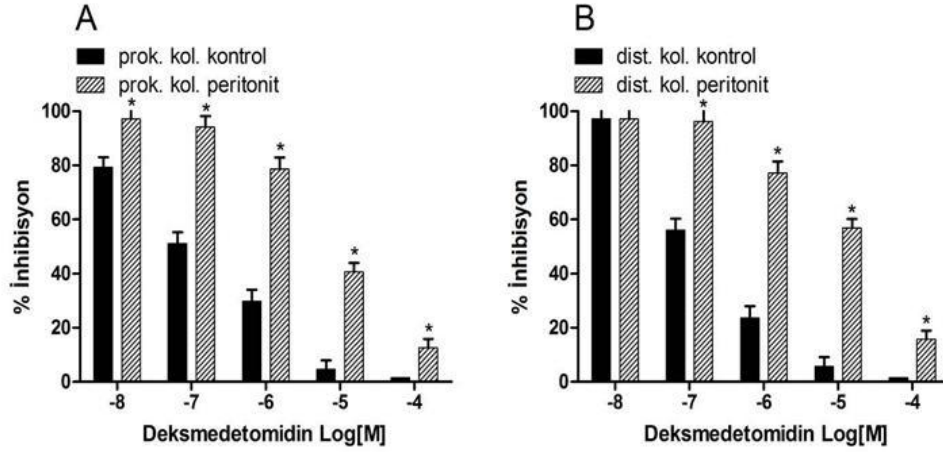 A
prok. kol. kontrol
prok. kol. peritonit
% inhibisyon
100
80
60
40
20
0
* * * * *
-8 -7 -6 -5 -4
Deksmedetomidin Log[M]
B
dist. kol. kontrol
dist. kol. peritonit
% inhibisyon
100
80
60
40
20
0
* * * *
-8 -7 -6 -5 -4
Deksmedetomidin Log[M]